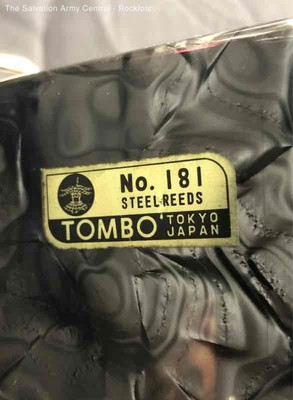 The Salvation Army Central - Rockford
No. 181
STEEL REEDS
TOMBO' TOKYO
JAPAN